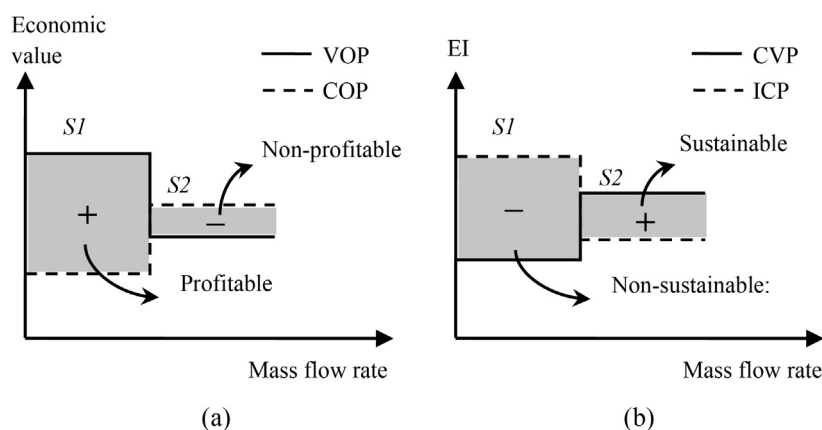 Economic
value
VOP
COP
S1
Non-profitable
S2
+
−
Profitable
Mass flow rate
(a)
EI
CVP
ICP
S1
Sustainable
S2
−
+
Non-sustainable:
Mass flow rate
(b)